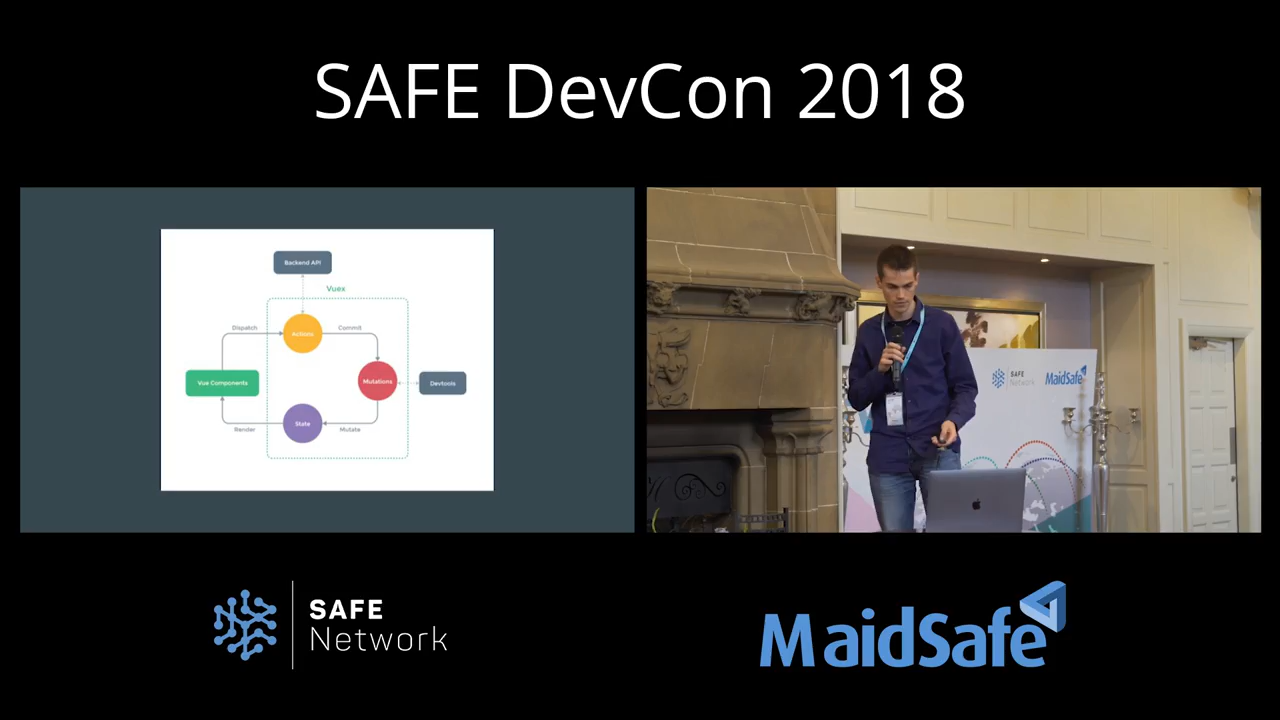 SAFE DevCon 2018
Backend API
Vuex
Dispatch
Actions
Commit
Vue Components
Mutations
Devtools
Render
State
Mutate
SAFE
Network
MaidSafe
SAFE
Network
MaidSafe